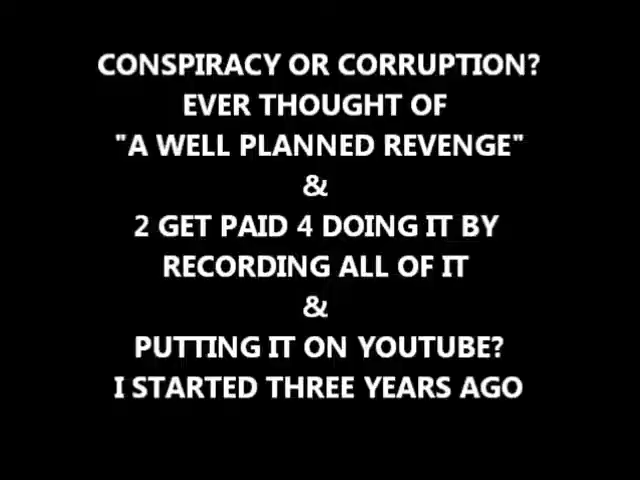 CONSPIRACY OR CORRUPTION?
EVER THOUGHT OF
"A WELL PLANNED REVENGE"
&
2 GET PAID 4 DOING IT BY
RECORDING ALL OF IT
&
PUTTING IT ON YOUTUBE?
I STARTED THREE YEARS AGO